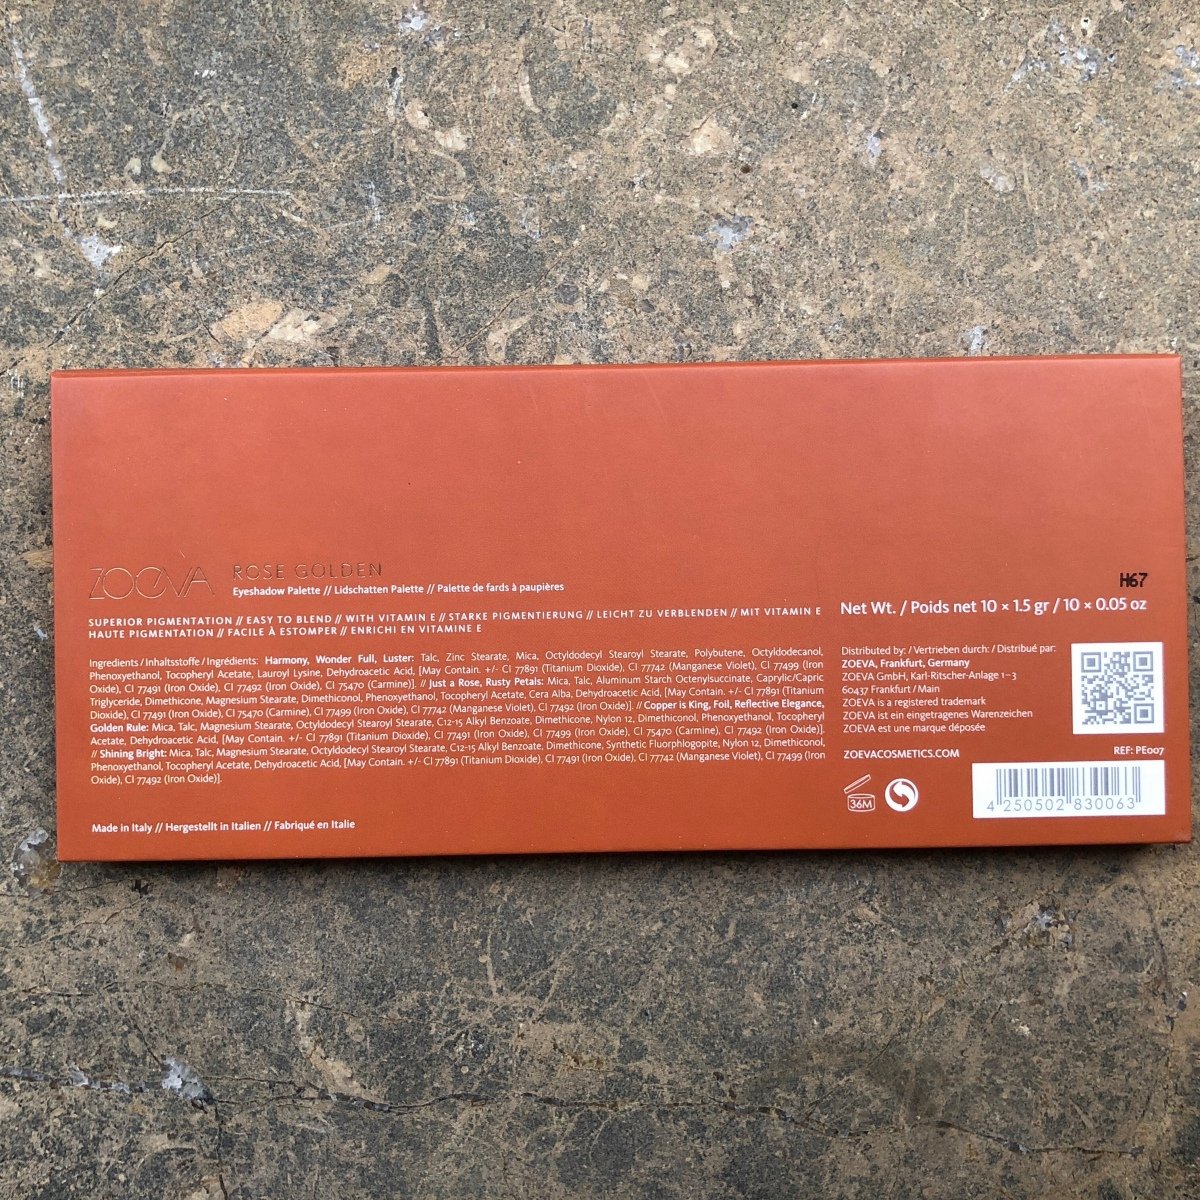 ZOEVA ROSE GOLDEN
Eyeshadow Palette // Lidschatten Palette // Palette de fards à paupières
SUPERIOR PIGMENTATION // EASY TO BLEND // WITH VITAMIN E // STARKE PIGMENTIERUNG // LEICHT ZU VERBLENDEN // MIT VITAMIN E
HAUTE PIGMENTATION // FACILE À ESTOMPER // ENRICHI EN VITAMINE E
Ingredients / Inhaltsstoffe / Ingrédients: Harmony, Wonder Full, Luster: Talc, Zinc Stearate, Mica, Octyldodecyl Stearoyl Stearate, Polybutene, Octyldodecanol,
Phenoxyethanol, Tocopheryl Acetate, Lauroyl Lysine, Dehydroacetic Acid, [May Contain. +/- CI 77891 (Titanium Dioxide), CI 77742 (Manganese Violet), CI 77499 (Iron
Oxide), CI 77491 (Iron Oxide), CI 77492 (Iron Oxide), CI 75470 (Carmine)]. // Just a Rose, Rusty Petals: Mica, Talc, Aluminum Starch Octenylsuccinate, Caprylic/Capric
Triglyceride, Dimethicone, Magnesium Stearate, Dimethiconol, Phenoxyethanol, Tocopheryl Acetate, Cera Alba, Dehydroacetic Acid, [May Contain. +/- CI 77891 (Titanium
Dioxide), CI 77491 (Iron Oxide), CI 75470 (Carmine), CI 77499 (Iron Oxide), CI 77742 (Manganese Violet), CI 77492 (Iron Oxide)]. // Copper is King, Foil, Reflective Elegance,
Golden Rule: Mica, Talc, Magnesium Stearate, Octyldodecyl Stearoyl Stearate, C12-15 Alkyl Benzoate, Dimethicone, Nylon 12, Dimethiconol, Phenoxyethanol, Tocopheryl
Acetate, Dehydroacetic Acid, [May Contain. +/- CI 77891 (Titanium Dioxide), CI 77491 (Iron Oxide), CI 77499 (Iron Oxide), CI 75470 (Carmine), CI 77492 (Iron Oxide)].
// Shining Bright: Mica, Talc, Magnesium Stearate, Octyldodecyl Stearoyl Stearate, C12-15 Alkyl Benzoate, Dimethicone, Synthetic Fluorphlogopite, Nylon 12, Dimethiconol,
Phenoxyethanol, Tocopheryl Acetate, Dehydroacetic Acid, [May Contain. +/- CI 77891 (Titanium Dioxide), CI 77491 (Iron Oxide), CI 77742 (Manganese Violet), CI 77499 (Iron
Oxide), CI 77492 (Iron Oxide)].
Made in Italy // Hergestellt in Italien // Fabriqué en Italie
H67
Net Wt. / Poids net 10 × 1.5 gr / 10 × 0.05 oz
Distributed by: / Vertrieben durch: / Distribué par:
ZOEVA, Frankfurt, Germany
ZOEVA GmbH, Karl-Ritscher-Anlage 1–3
60437 Frankfurt / Main
ZOEVA is a registered trademark
ZOEVA ist ein eingetragenes Warenzeichen
ZOEVA est une marque déposée
ZOEVACOSMETICS.COM
REF: PE007
36M
4 250502 830063